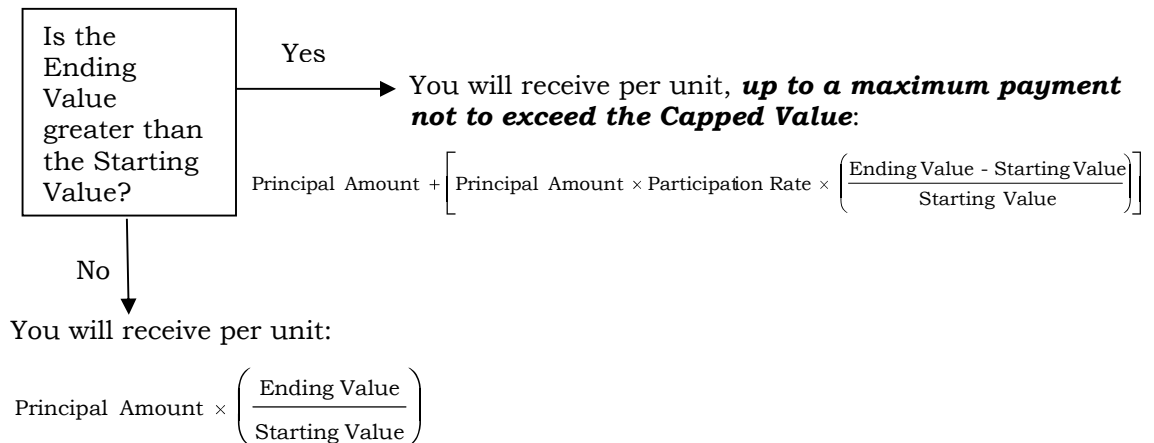 Is the
Ending
Value
greater than
the Starting
Value?
Yes
You will receive per unit, up to a maximum payment
not to exceed the Capped Value:
Principal Amount + [Principal Amount × Participation Rate × (Ending Value - Starting Value
Starting Value)]
No
You will receive per unit:
Principal Amount × (Ending Value
Starting Value)